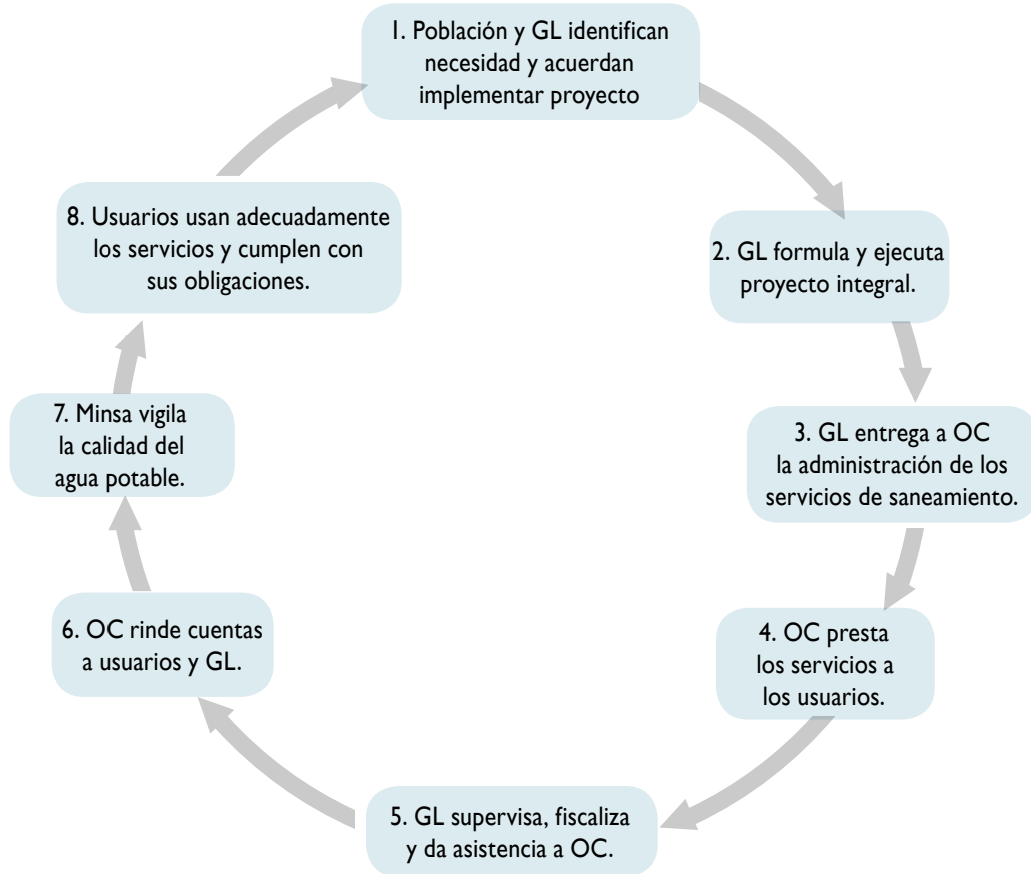 1. Población y GL identifican
necesidad y acuerdan
implementar proyecto
2. GL formula y ejecuta
proyecto integral.
3. GL entrega a OC
la administración de los
servicios de saneamiento.
4. OC presta
los servicios a
los usuarios.
5. GL supervisa, fiscaliza
y da asistencia a OC.
6. OC rinde cuentas
a usuarios y GL.
7. Minsa vigila
la calidad del
agua potable.
8. Usuarios usan adecuadamente
los servicios y cumplen con
sus obligaciones.